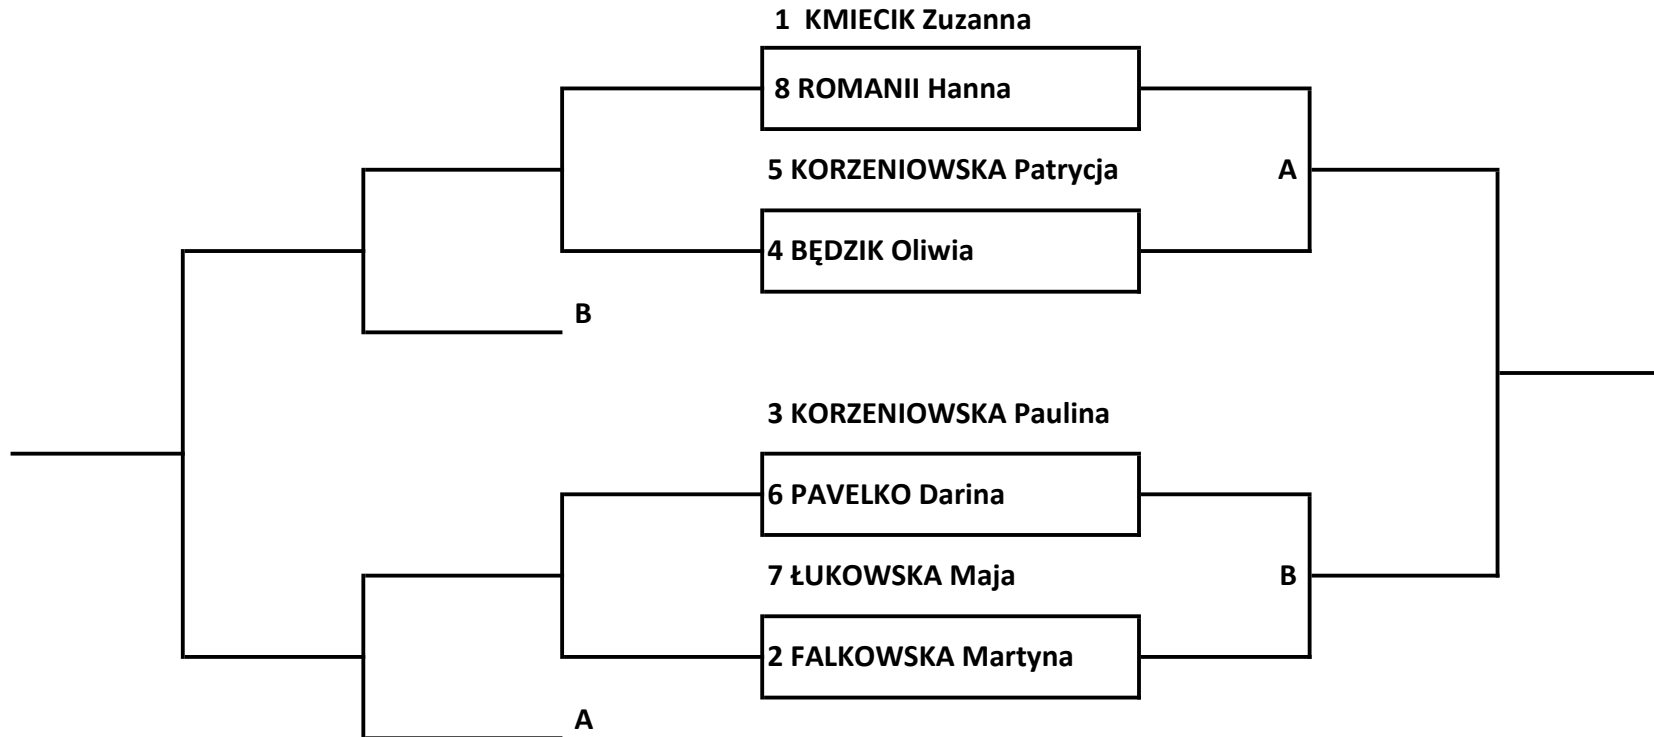 1 KMIECIK Zuzanna
8 ROMANII Hanna
5 KORZENIOWSKA Patrycja
A
4 BĘDZIK Oliwia
B
3 KORZENIOWSKA Paulina
6 PAVELKO Darina
7 ŁUKOWSKA Maja
B
2 FALKOWSKA Martyna
A